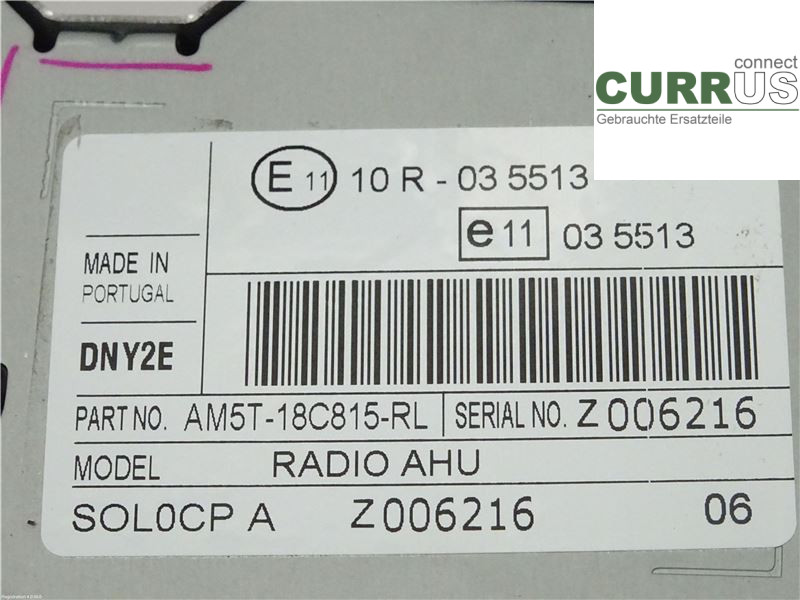 connect
CURRUS
Gebrauchte Ersatzteile
E 11 10 R - 03 5513
e 11 03 5513
MADE IN
PORTUGAL
DNY2E
PART NO. AM5T-18C815-RL SERIAL NO. Z006216
MODEL RADIO AHU
SOL0CP A Z006216 06